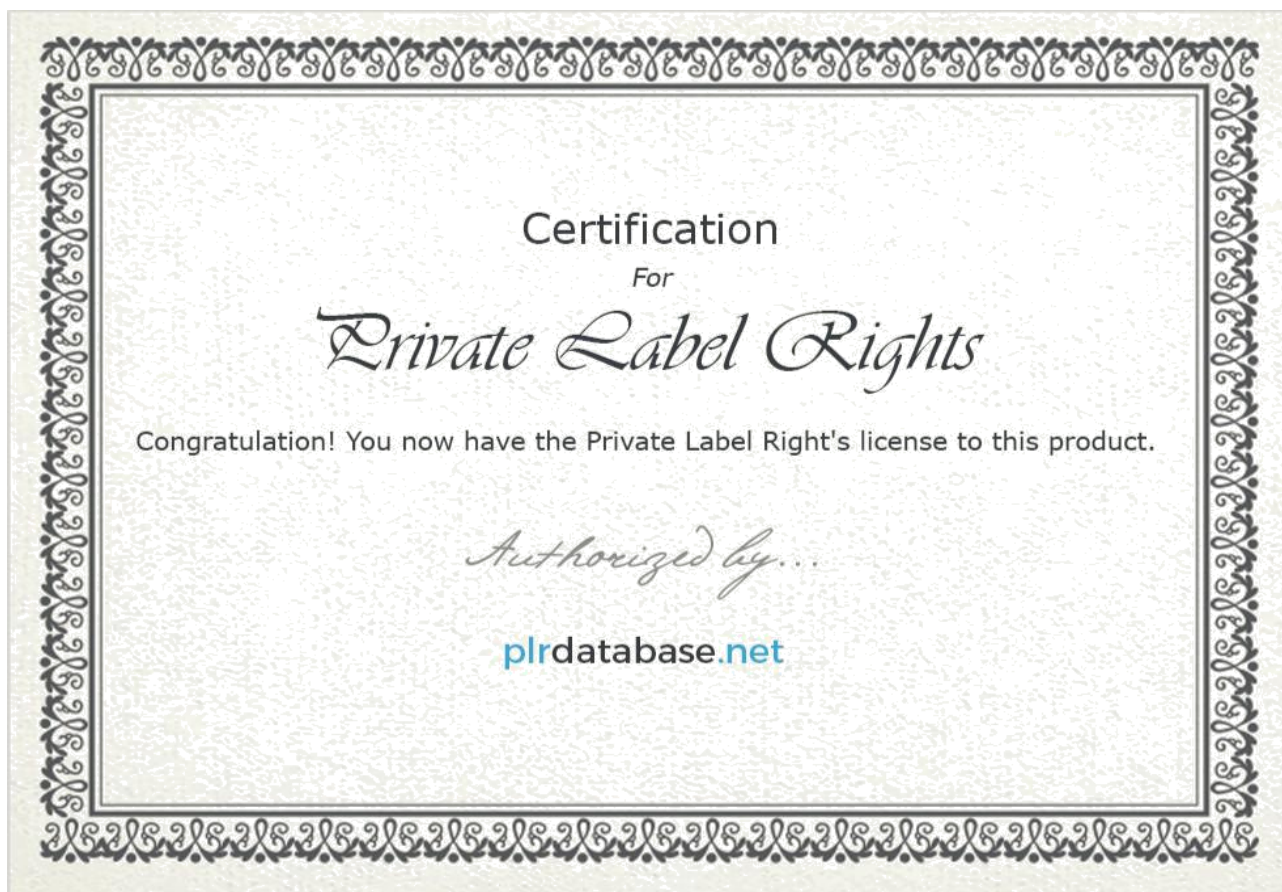 Certification
For
Private Label Rights
Congratulation! You now have the Private Label Right's license to this product.
Authorized by...
plrdatabase.net